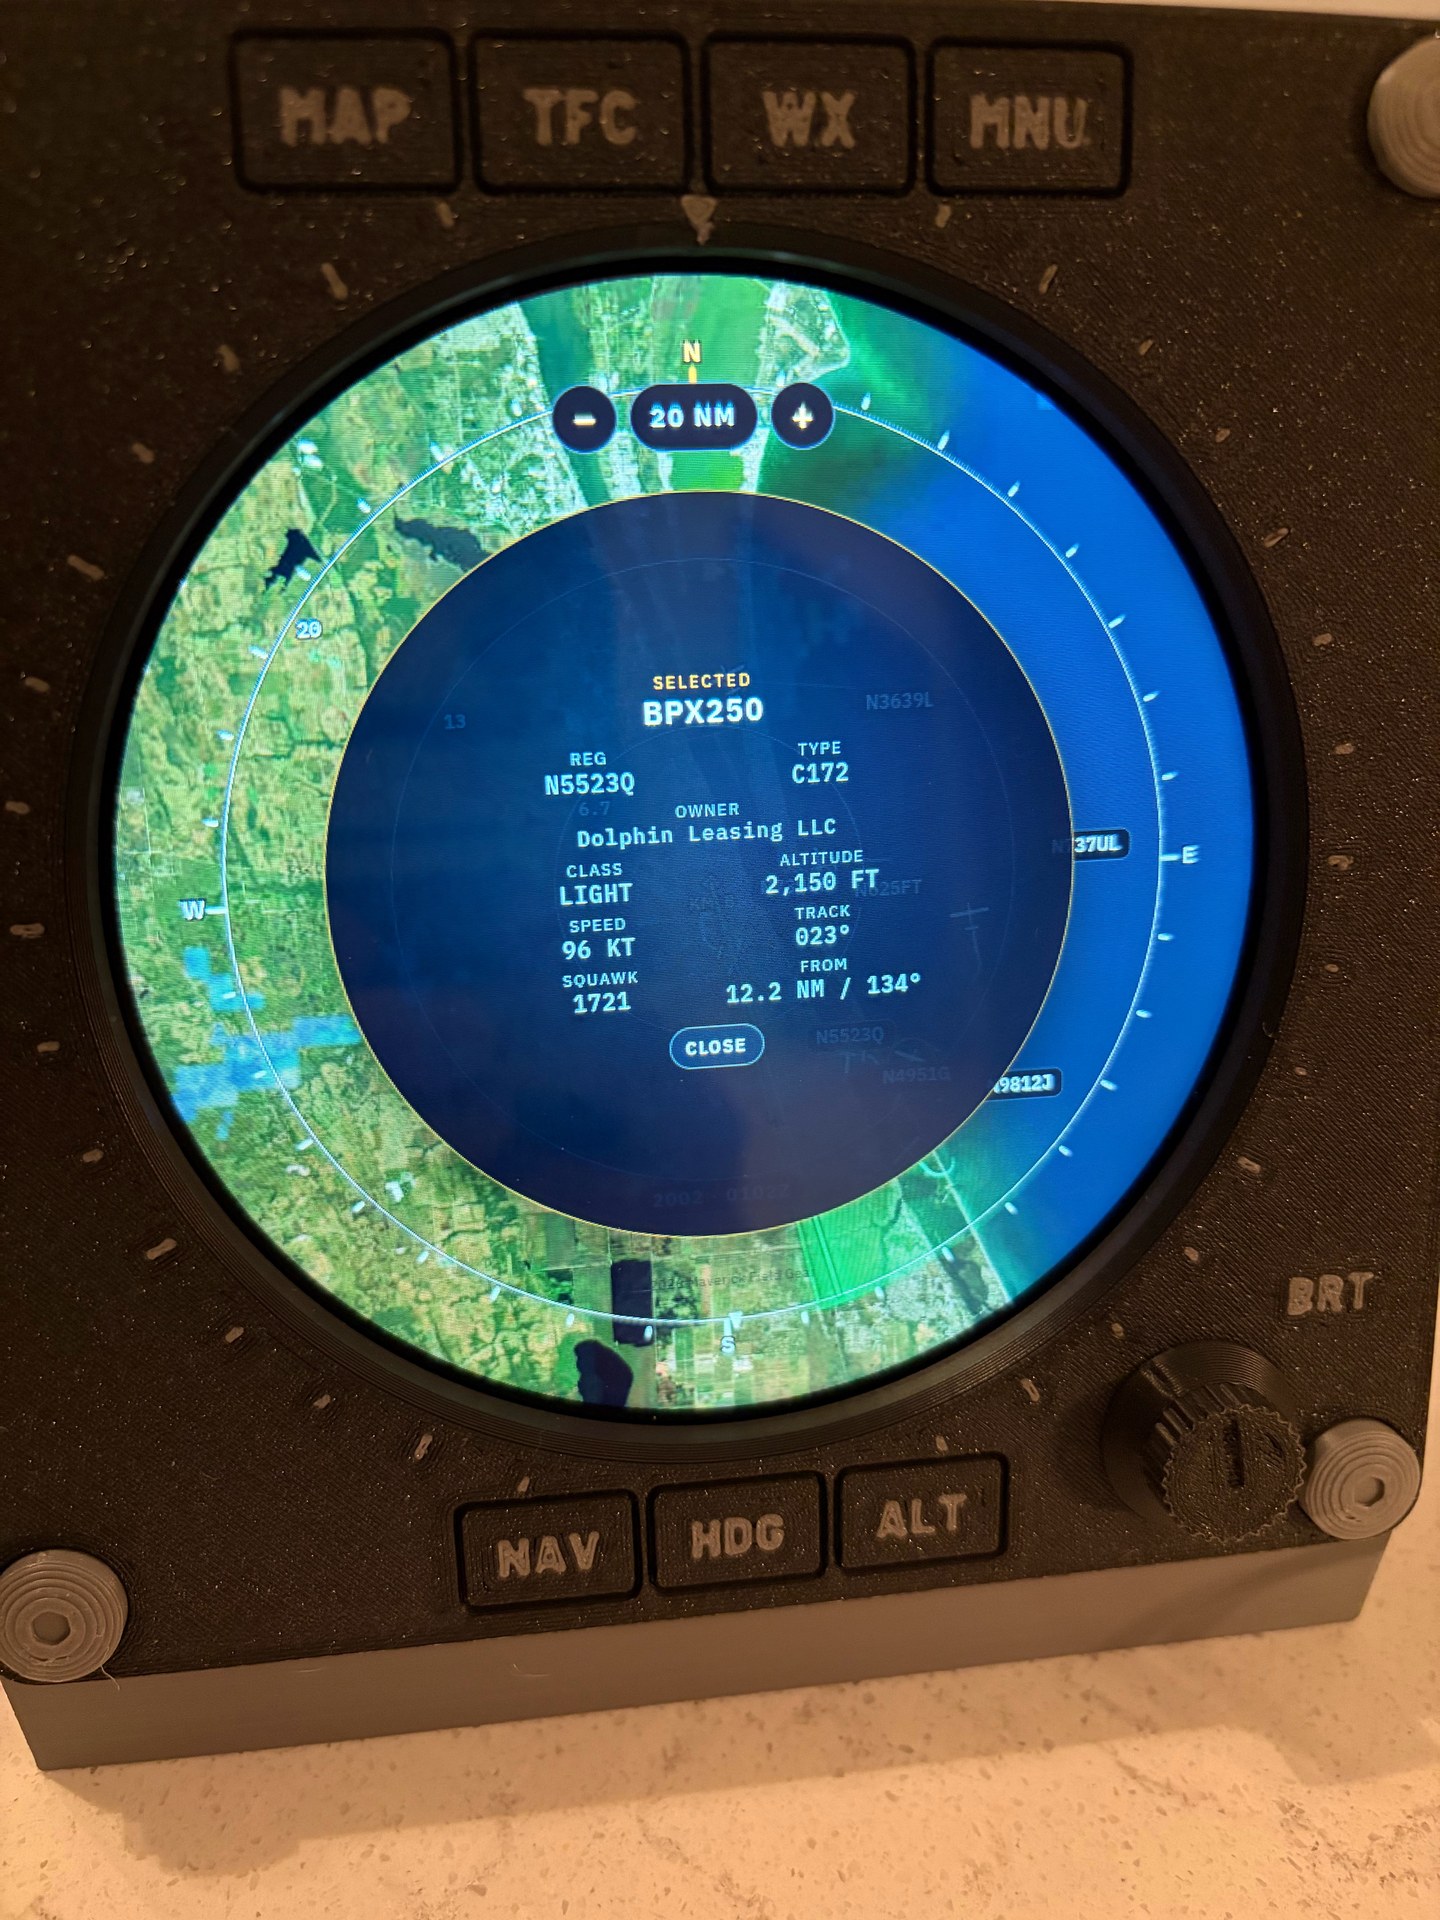 MAP TFC WX MNU
N
- 20 NM +
20
SELECTED
BPX250
13
N3639L
REG TYPE
N5523Q C172
6.7
OWNER
Dolphin Leasing LLC
37UL
E
CLASS ALTITUDE
LIGHT 2,150 FT
W
SPEED TRACK
96 KT 023°
SQUAWK FROM
1721 12.2 NM / 134°
CLOSE
N5523Q
N4951G
9812J
S
BRT
NAV HDG ALT